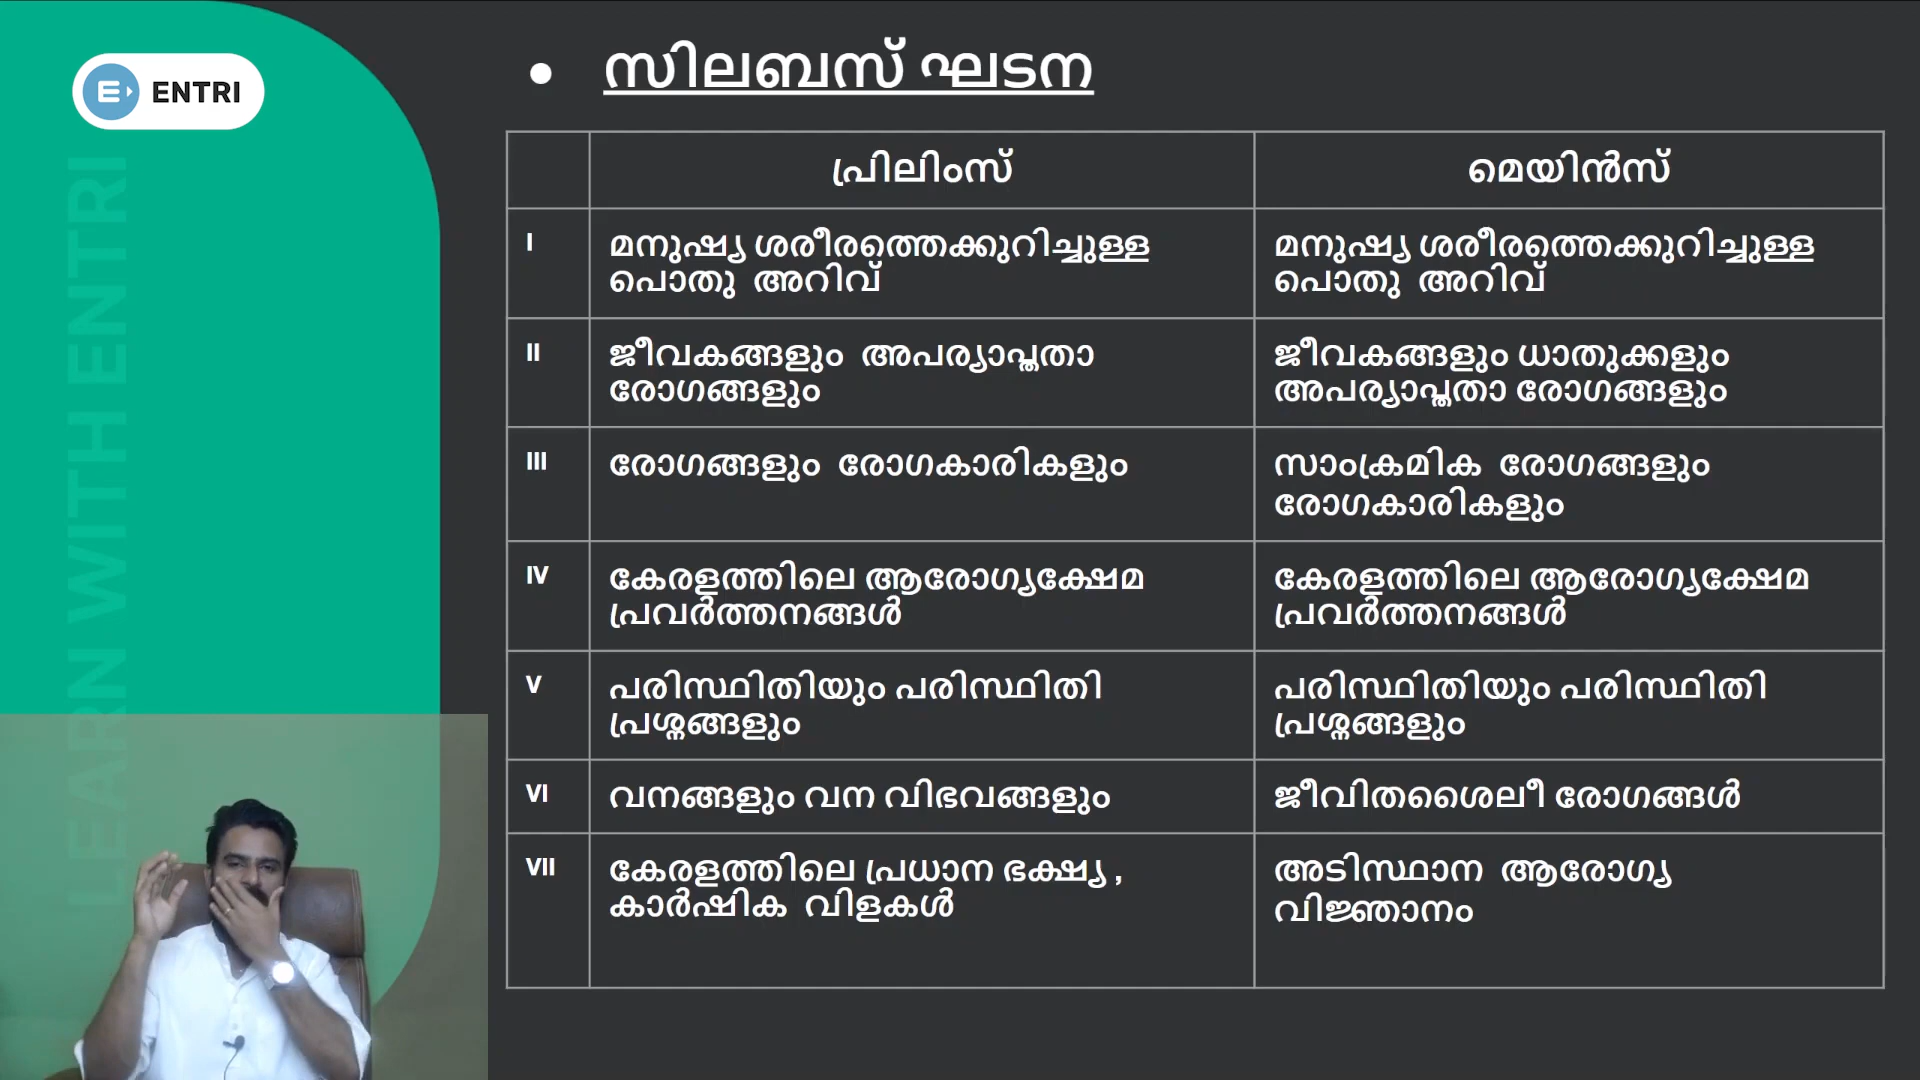 ENTRI
LEARN WITH ENTRI
• സിലബസ് ഘടന
പ്രിലിംസ് മെയിൻസ്
I മനുഷ്യ ശരീരത്തെക്കുറിച്ചുള്ള മനുഷ്യ ശരീരത്തെക്കുറിച്ചുള്ള
പൊതു അറിവ് പൊതു അറിവ്
II ജീവകങ്ങളും അപര്യാപ്തതാ ജീവകങ്ങളും ധാതുക്കളും
രോഗങ്ങളും അപര്യാപ്തതാ രോഗങ്ങളും
III രോഗങ്ങളും രോഗകാരികളും സാംക്രമിക രോഗങ്ങളും
രോഗകാരികളും
IV കേരളത്തിലെ ആരോഗ്യക്ഷേമ കേരളത്തിലെ ആരോഗ്യക്ഷേമ
പ്രവർത്തനങ്ങൾ പ്രവർത്തനങ്ങൾ
V പരിസ്ഥിതിയും പരിസ്ഥിതി പരിസ്ഥിതിയും പരിസ്ഥിതി
പ്രശ്നങ്ങളും പ്രശ്നങ്ങളും
VI വനങ്ങളും വന വിഭവങ്ങളും ജീവിതശൈലീ രോഗങ്ങൾ
VII കേരളത്തിലെ പ്രധാന ഭക്ഷ്യ , അടിസ്ഥാന ആരോഗ്യ
കാർഷിക വിളകൾ വിജ്ഞാനം